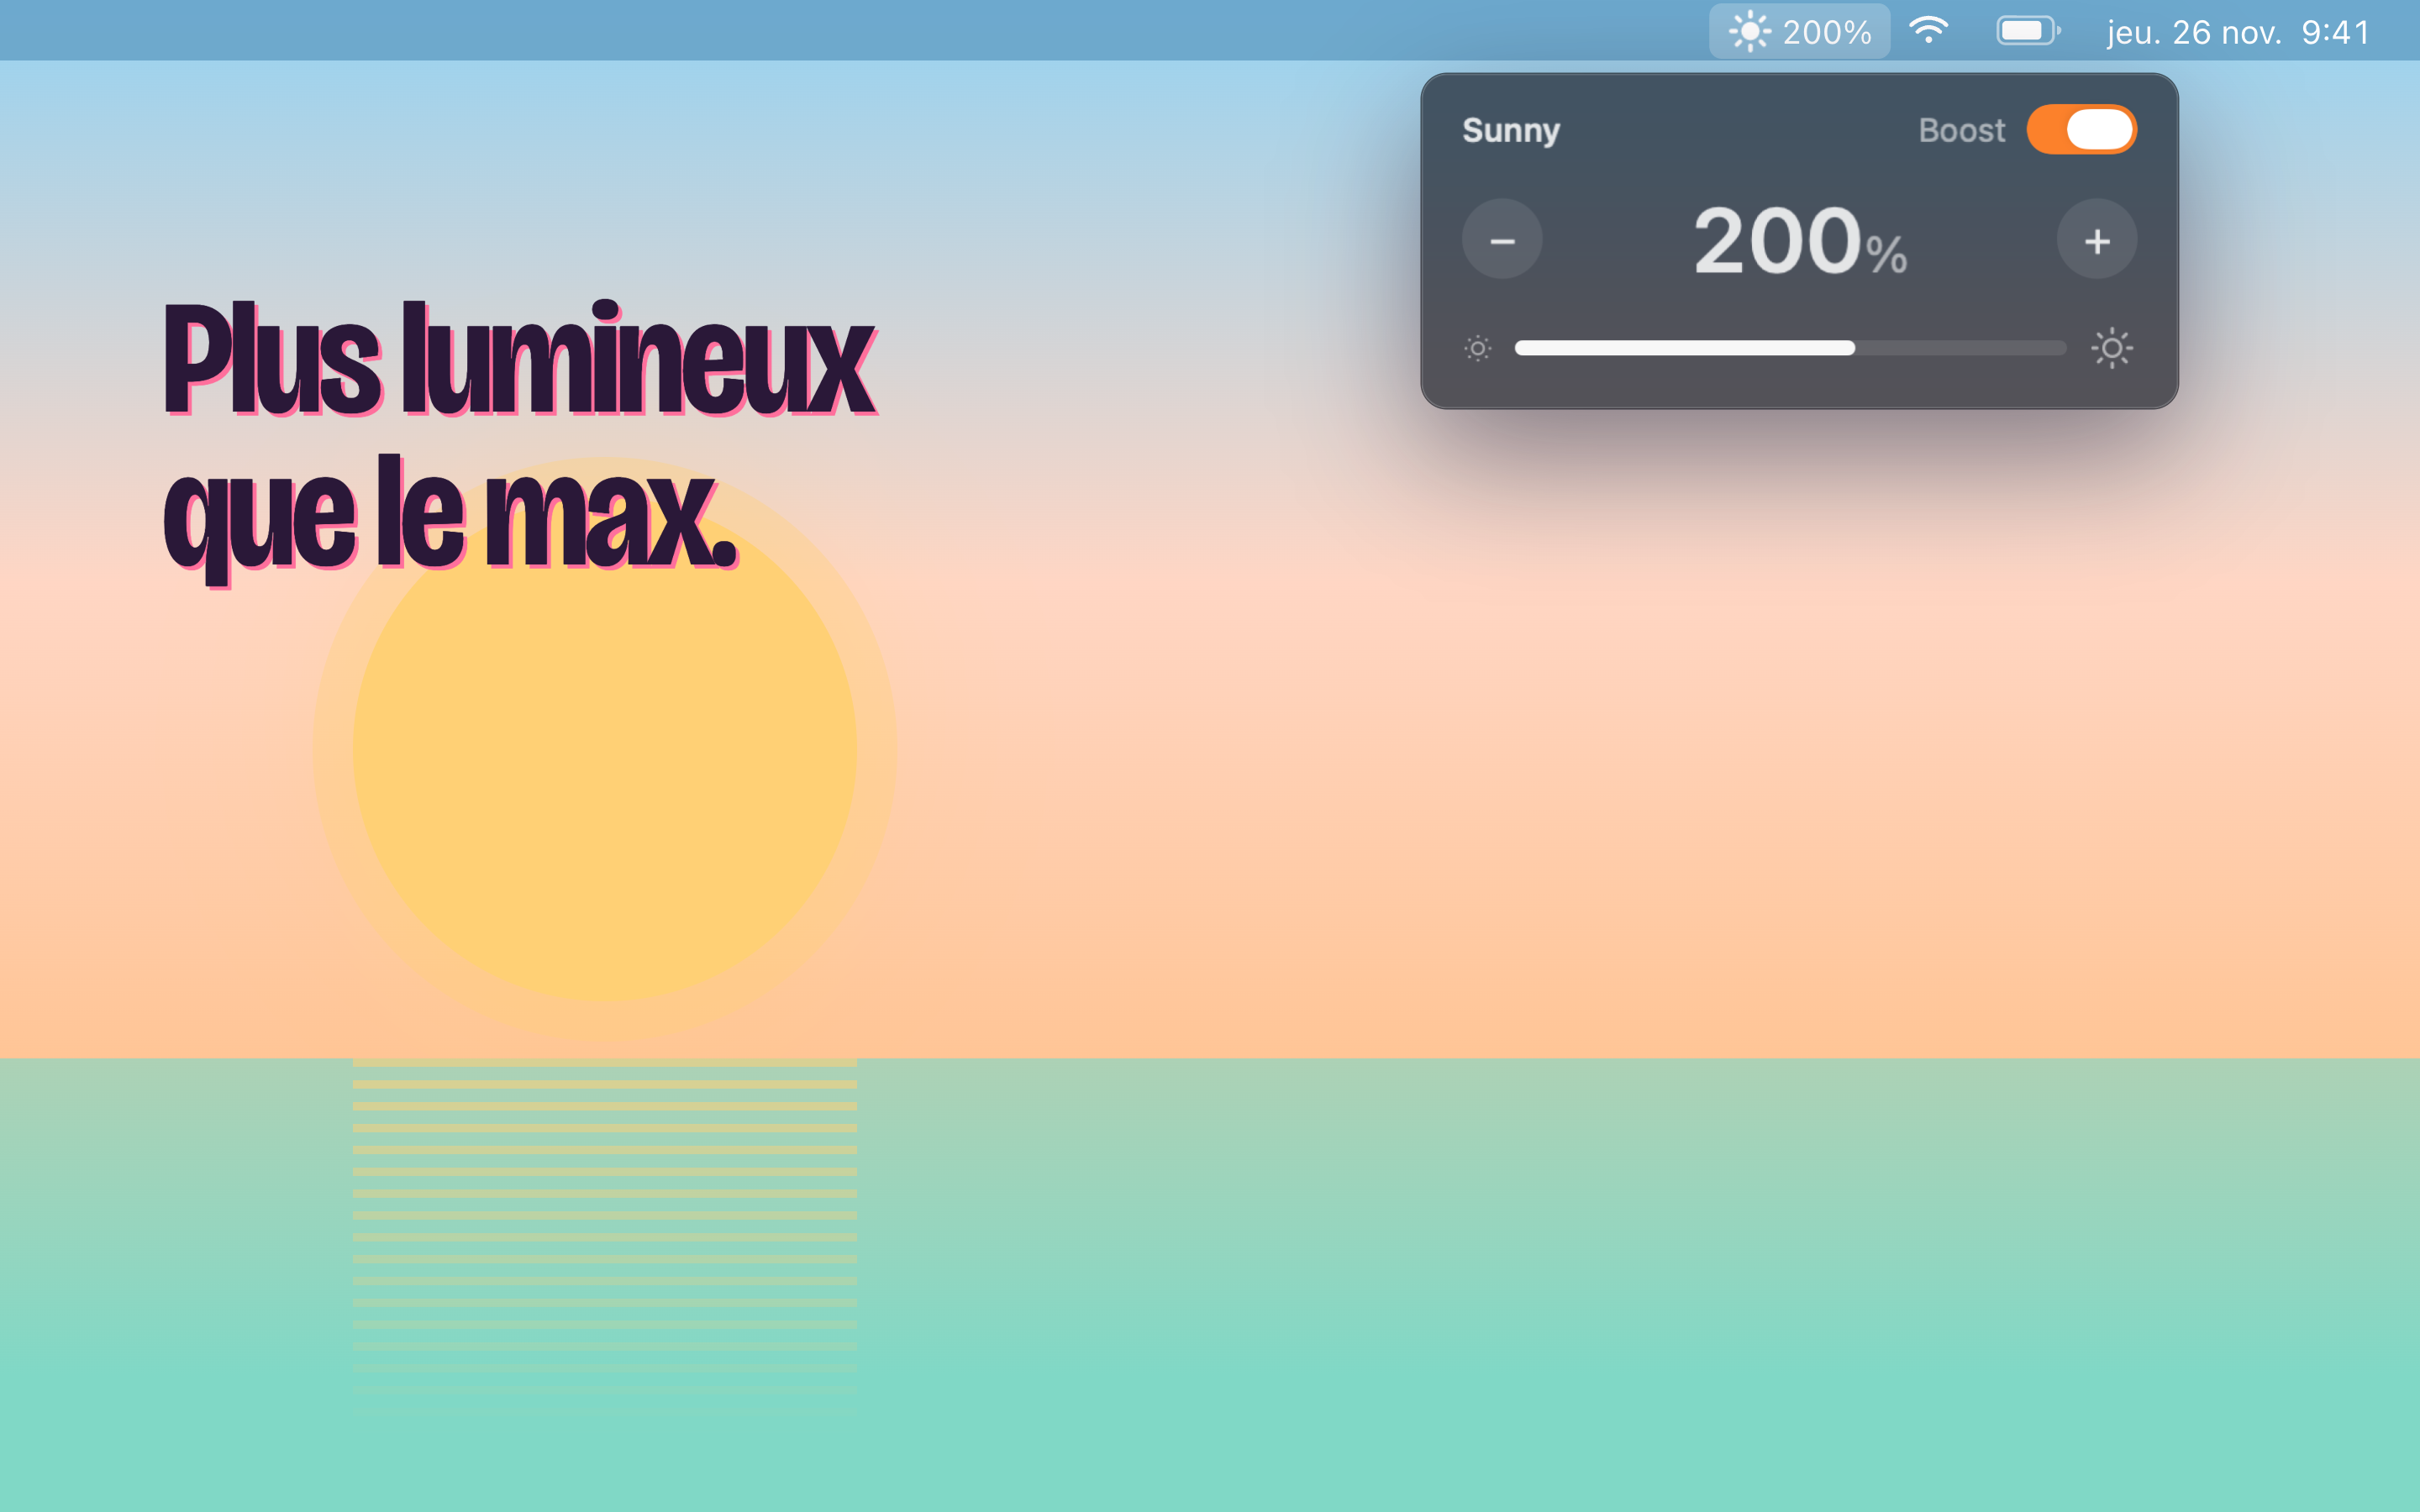 200%
jeu. 26 nov. 9:41
Sunny
Boost
− 200% +
Plus lumineux
que le max.